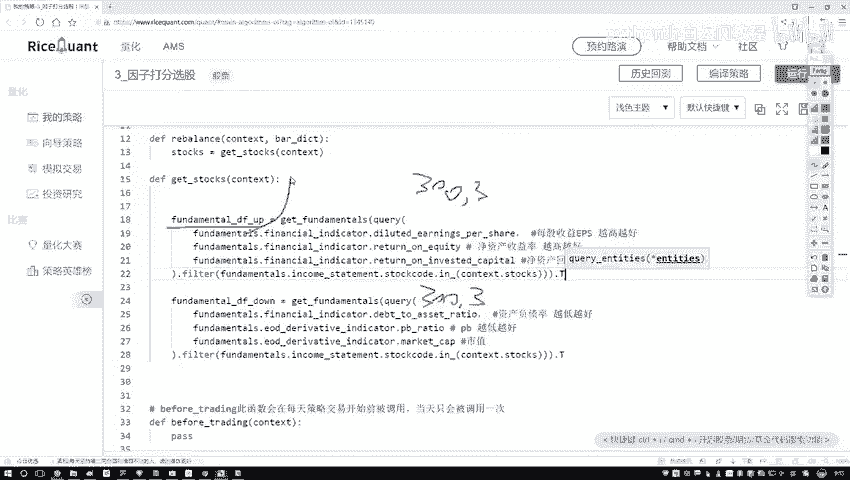 https://www.ricequant.com/quant/
RiceQuant
量化
AMS
预约路演
帮助文档
社区
3_因子打分选股
股票
历史回测
编译策略
运行
量化
我的策略
向导策略
模拟交易
投资研究
比赛
量化大赛
策略英雄榜
浅色主题
默认快捷键
12 def rebalance(context, bar_dict):
13 stocks = get_stocks(context)
14
15 def get_stocks(context):
300,3
18 fundamental_df_up = get_fundamentals(query(
19 fundamentals.financial_indicator.diluted_earnings_per_share, #每股收益EPS 越高越好
20 fundamentals.financial_indicator.return_on_equity # 净资产收益率 越高越好
21 fundamentals.financial_indicator.return_on_invested_capital #净资产回
query_entities(*entities)
22 ).filter(fundamentals.income_statement.stockcode.in_(context.stocks))).T
23
300,3
24 fundamental_df_down = get_fundamentals(query(
25 fundamentals.financial_indicator.debt_to_asset_ratio, #资产负债率 越低越好
26 fundamentals.eod_derivative_indicator.pb_ratio # pb 越低越好
27 fundamentals.eod_derivative_indicator.market_cap #市值
28 ).filter(fundamentals.income_statement.stockcode.in_(context.stocks))).T
29
30
31
32 # before_trading此函数会在每天策略交易开始前被调用，当天只会被调用一次
33 def before_trading(context):
34 pass